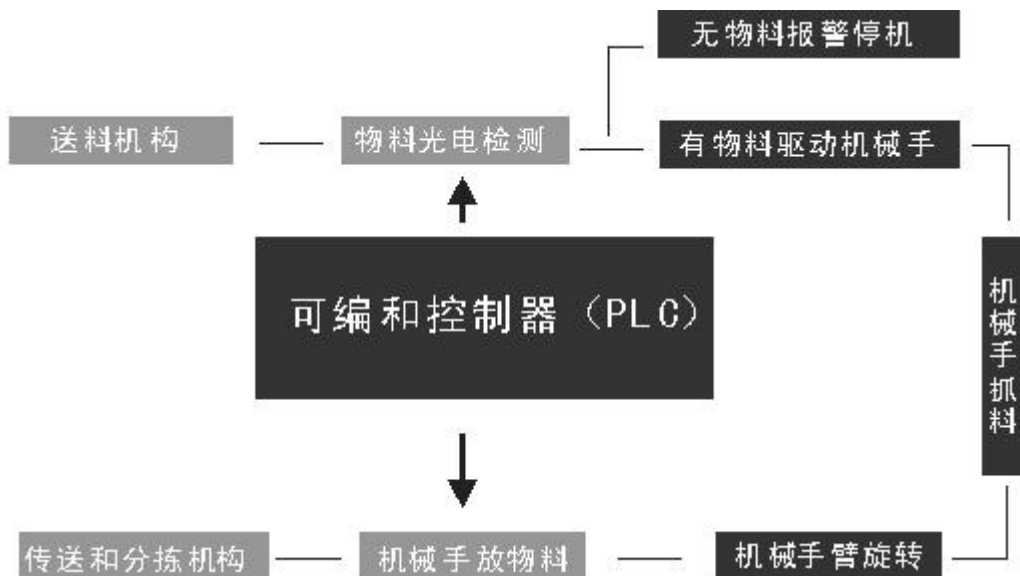 无物料报警停机
送料机构
物料光电检测
有物料驱动机械手
可编和控制器（PLC）
机械手抓料
传送和分拣机构
机械手放物料
机械手臂旋转